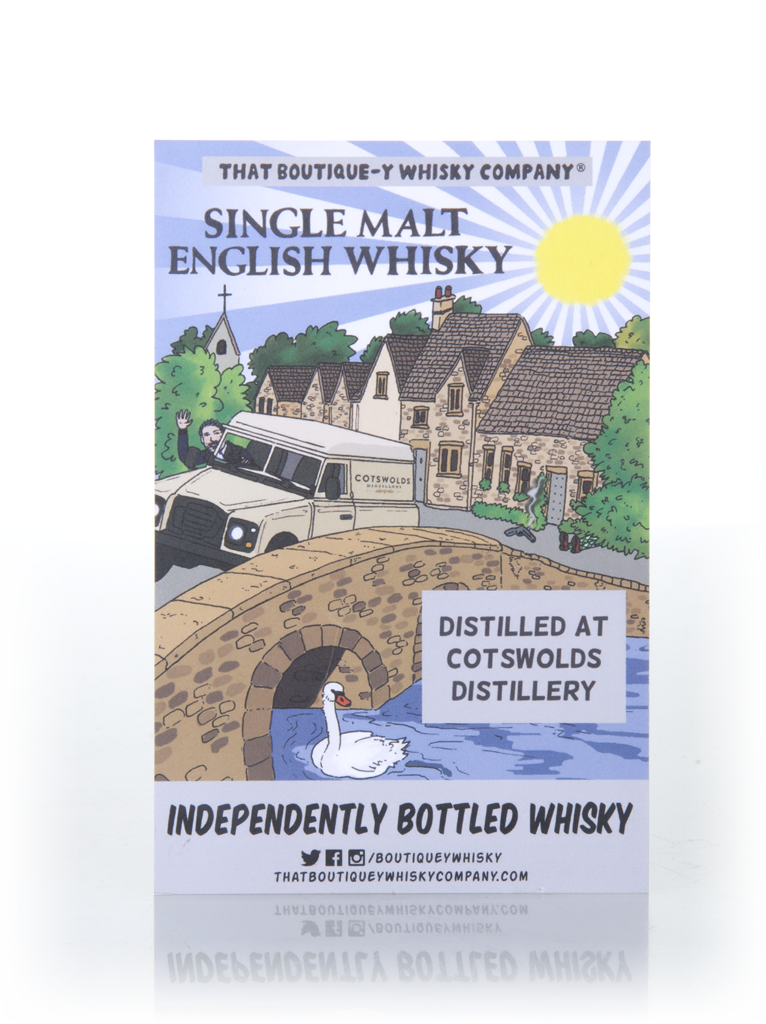 THAT BOUTIQUE-Y WHISKY COMPANY®
SINGLE MALT
ENGLISH WHISKY
COTSWOLDS
DISTILLERY
DISTILLED AT
COTSWOLDS
DISTILLERY
INDEPENDENTLY BOTTLED WHISKY
/BOUTIQUEYWHISKY
THATBOUTIQUEYWHISKYCOMPANY.COM